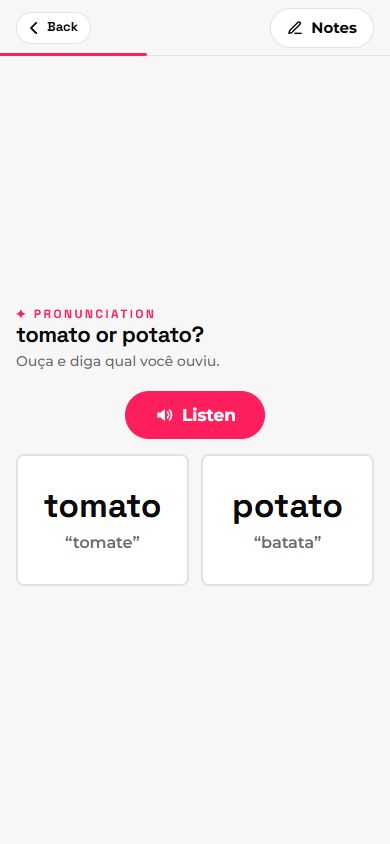 Back
Notes
PRONUNCIATION
tomato or potato?
Ouça e diga qual você ouviu.
Listen
tomato
"tomate"
potato
"batata"